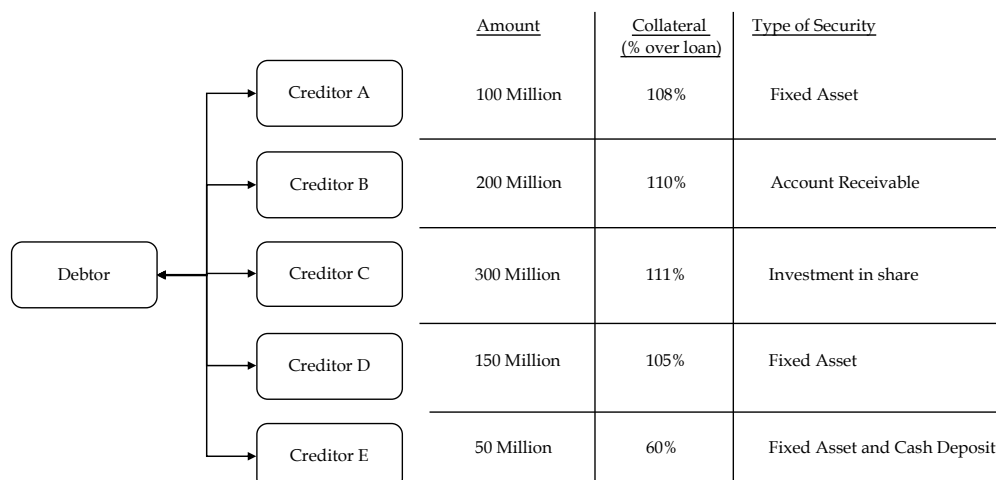 Amount Collateral Type of Security
(% over loan)
Creditor A 100 Million 108% Fixed Asset
Creditor B 200 Million 110% Account Receivable
Debtor Creditor C 300 Million 111% Investment in share
Creditor D 150 Million 105% Fixed Asset
Creditor E 50 Million 60% Fixed Asset and Cash Deposit